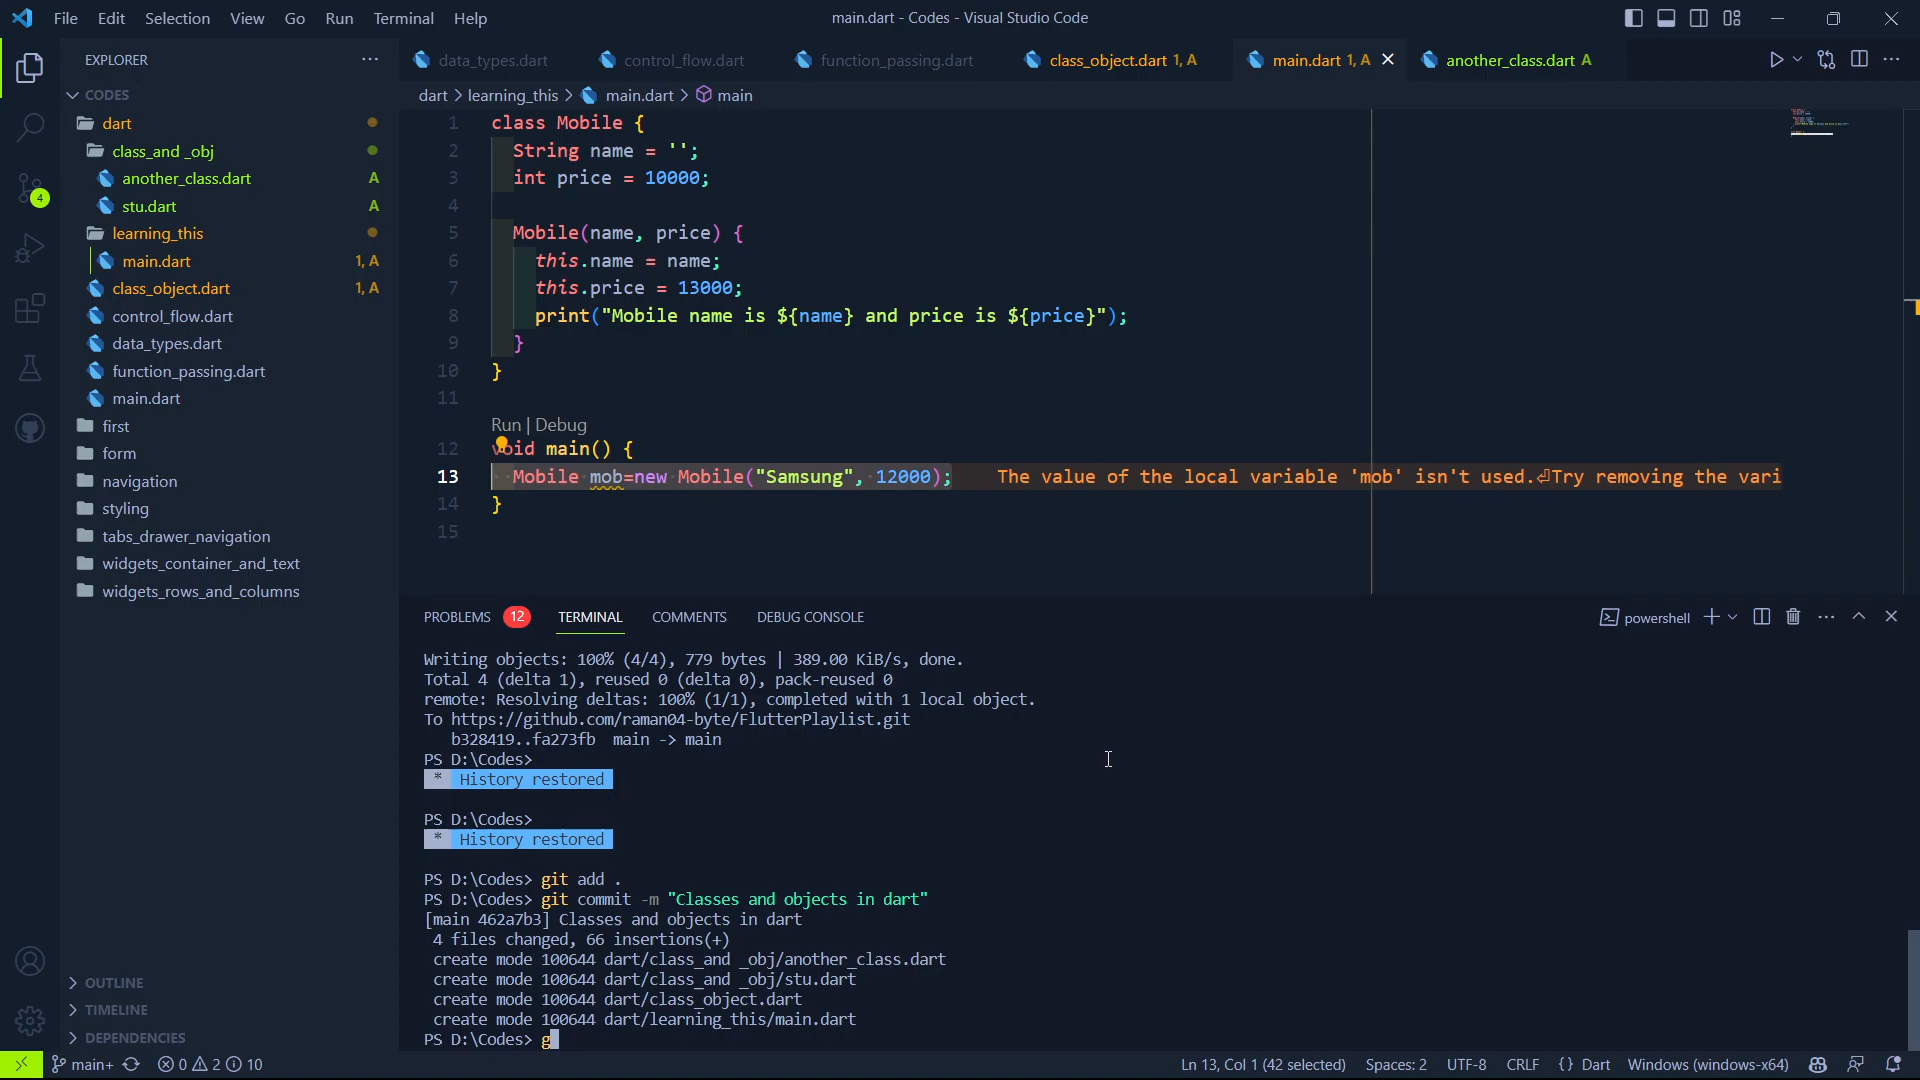 File Edit Selection View Go Run Terminal Help
main.dart - Codes - Visual Studio Code
EXPLORER
CODES
dart
class_and _obj
another_class.dart A
stu.dart A
learning_this
main.dart 1, A
class_object.dart 1, A
control_flow.dart
data_types.dart
function_passing.dart
main.dart
first
form
navigation
styling
tabs_drawer_navigation
widgets_container_and_text
widgets_rows_and_columns
OUTLINE
TIMELINE
DEPENDENCIES
4
data_types.dart control_flow.dart function_passing.dart class_object.dart 1, A main.dart 1, A another_class.dart A
dart > learning_this > main.dart > main
1 class Mobile {
2 String name = '';
3 int price = 10000;
4
5 Mobile(name, price) {
6 this.name = name;
7 this.price = 13000;
8 print("Mobile name is ${name} and price is ${price}");
9 }
10 }
11
Run | Debug
12 void main() {
13 Mobile mob=new Mobile("Samsung", 12000); The value of the local variable 'mob' isn't used.⏎Try removing the vari
14 }
15
PROBLEMS 12 TERMINAL COMMENTS DEBUG CONSOLE
powershell
Writing objects: 100% (4/4), 779 bytes | 389.00 KiB/s, done.
Total 4 (delta 1), reused 0 (delta 0), pack-reused 0
remote: Resolving deltas: 100% (1/1), completed with 1 local object.
To https://github.com/raman04-byte/FlutterPlaylist.git
b328419..fa273fb main -> main
PS D:\Codes>
* History restored
PS D:\Codes>
* History restored
PS D:\Codes> git add .
PS D:\Codes> git commit -m "Classes and objects in dart"
[main 462a7b3] Classes and objects in dart
4 files changed, 66 insertions(+)
create mode 100644 dart/class_and _obj/another_class.dart
create mode 100644 dart/class_and _obj/stu.dart
create mode 100644 dart/class_object.dart
create mode 100644 dart/learning_this/main.dart
PS D:\Codes> g
main+ 0 2 10
Ln 13, Col 1 (42 selected) Spaces: 2 UTF-8 CRLF {} Dart Windows (windows-x64)